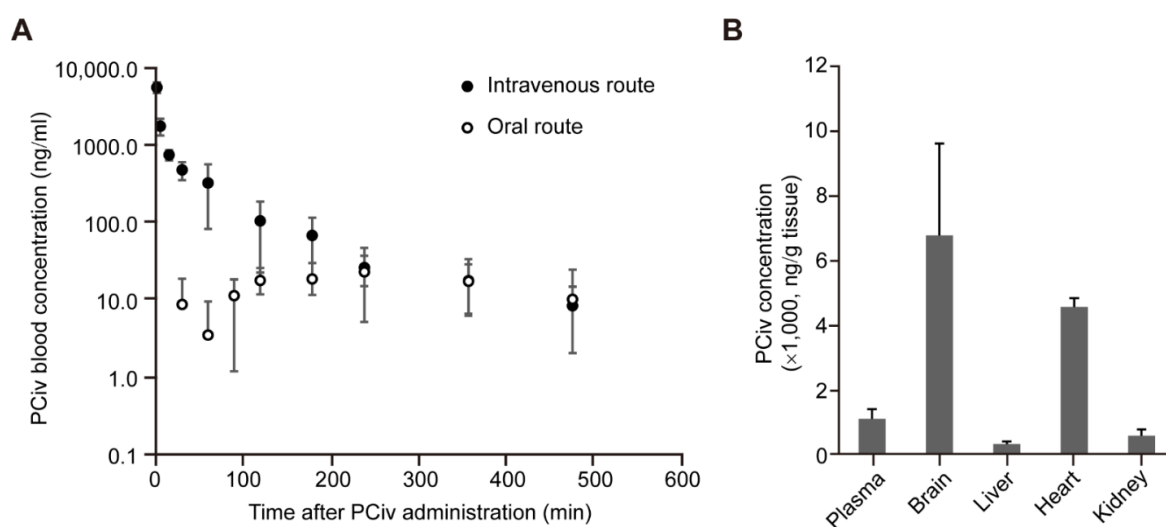 A
PCiv blood concentration (ng/ml)
10,000.0
1000.0
100.0
10.0
1.0
0.1
Intravenous route
Oral route
0 100 200 300 400 500 600
Time after PCiv administration (min)
B
PCiv concentration
(×1,000, ng/g tissue)
12
10
8
6
4
2
0
Plasma
Brain
Liver
Heart
Kidney